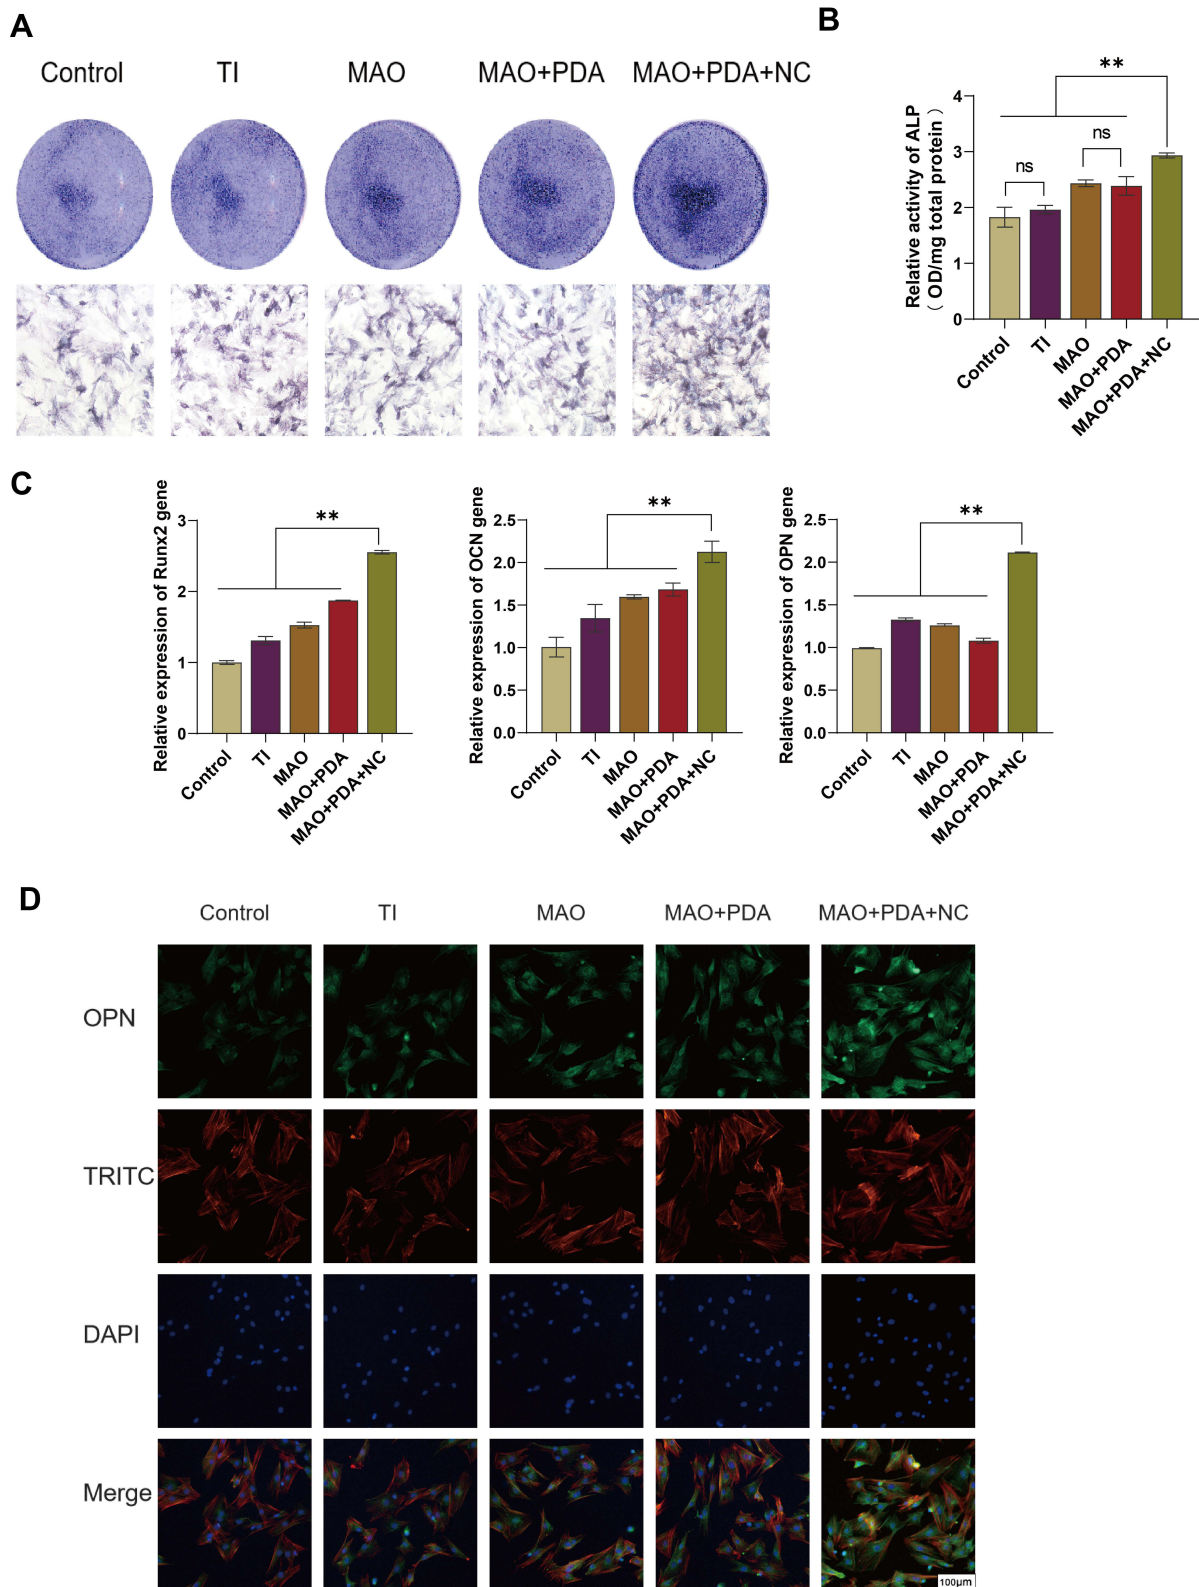 A
Control
TI
MAO
MAO+PDA
MAO+PDA+NC
B
Relative activity of ALP
( OD/mg total protein )
4
3
2
1
0
ns
ns
**
Control
TI
MAO
MAO+PDA
MAO+PDA+NC
C
Relative expression of Runx2 gene
3
2
1
0
**
Control
TI
MAO
MAO+PDA
MAO+PDA+NC
Relative expression of OCN gene
2.5
2.0
1.5
1.0
0.5
0.0
**
Control
TI
MAO
MAO+PDA
MAO+PDA+NC
Relative expression of OPN gene
2.5
2.0
1.5
1.0
0.5
0.0
**
Control
TI
MAO
MAO+PDA
MAO+PDA+NC
D
Control
TI
MAO
MAO+PDA
MAO+PDA+NC
OPN
TRITC
DAPI
Merge
100μm